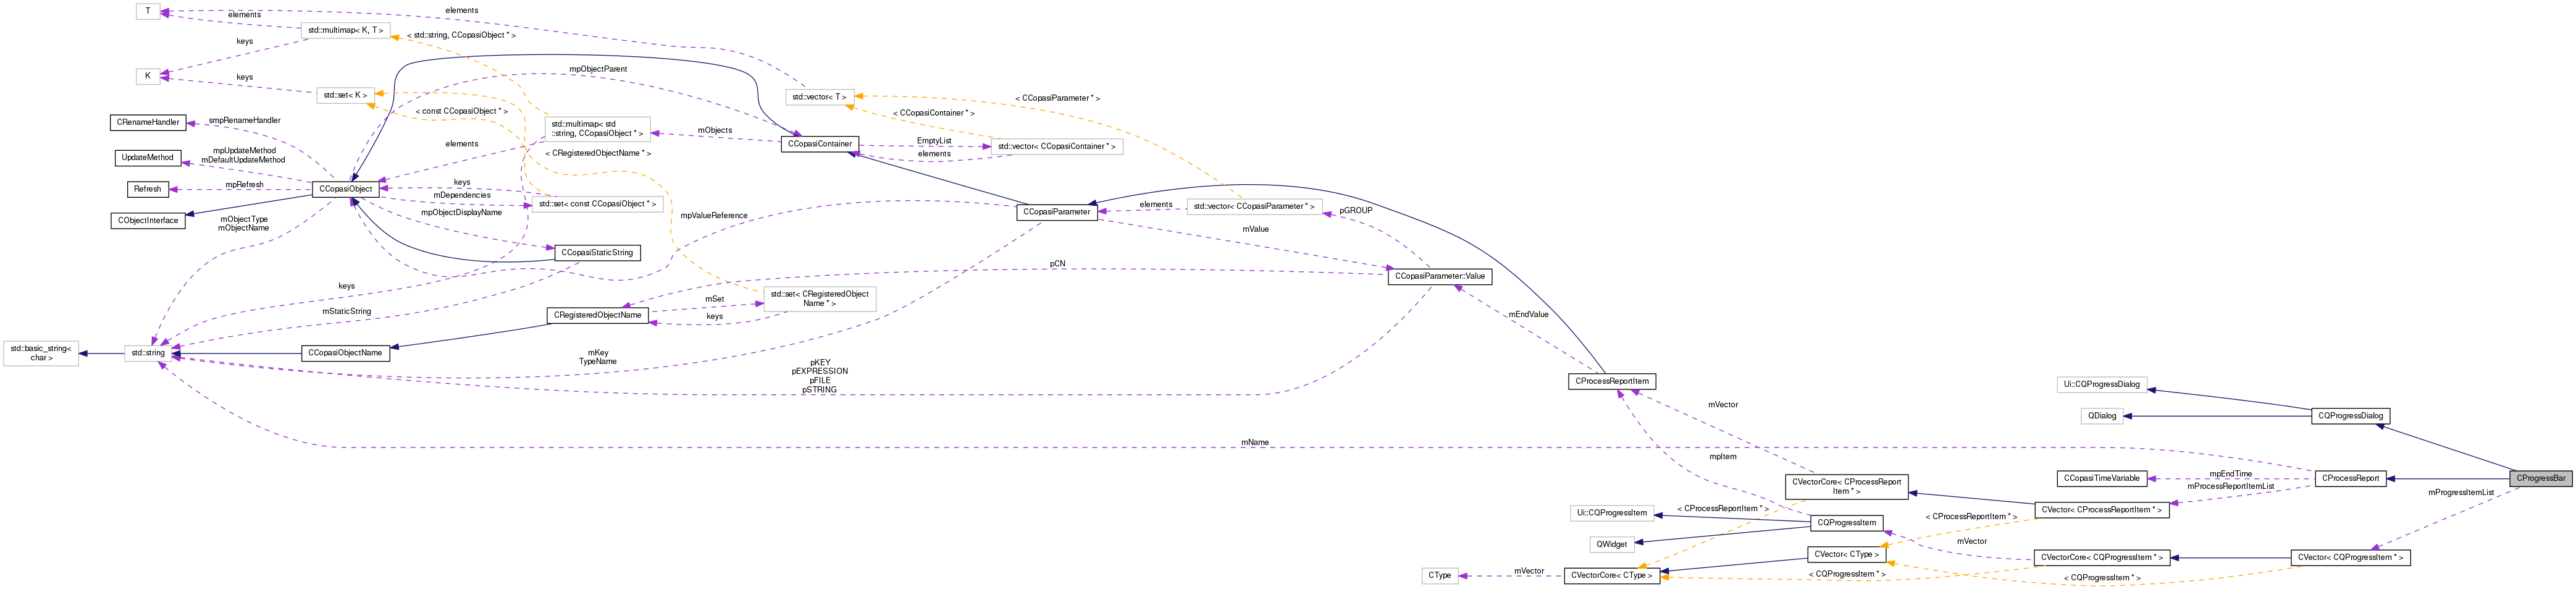 T
elements
elements
std::multimap< K, T >
< std::string, CCopasiObject * >
keys
K
keys
mpObjectParent
std::set< K >
std::vector< T >
< CCopasiParameter * >
< const CCopasiObject * >
< CCopasiContainer * >
CRenameHandler
smpRenameHandler
std::multimap< std
::string, CCopasiObject * >
mObjects
CCopasiContainer
EmptyList
elements
std::vector< CCopasiContainer * >
elements
< CRegisteredObjectName * >
UpdateMethod
mpUpdateMethod
mDefaultUpdateMethod
Refresh
mpRefresh
CCopasiObject
keys
mDependencies
std::set< const CCopasiObject * >
mpObjectDisplayName
mpValueReference
CCopasiParameter
elements
std::vector< CCopasiParameter * >
pGROUP
CObjectInterface
mObjectType
mObjectName
mValue
CCopasiStaticString
pCN
CCopasiParameter::Value
keys
mStaticString
CRegisteredObjectName
mSet
keys
std::set< CRegisteredObject
Name * >
mEndValue
std::basic_string<
char >
std::string
CCopasiObjectName
mKey
TypeName
pKEY
pEXPRESSION
pFILE
pSTRING
CProcessReportItem
Ui::CQProgressDialog
QDialog
CQProgressDialog
mVector
mName
mpItem
CVectorCore< CProcessReport
Item * >
CCopasiTimeVariable
mpEndTime
mProcessReportItemList
CProcessReport
CProgressBar
mProgressItemList
< CProcessReportItem * >
CVector< CProcessReportItem * >
Ui::CQProgressItem
CQProgressItem
< CProcessReportItem * >
QWidget
mVector
CVector< CType >
CVectorCore< CQProgressItem * >
CVector< CQProgressItem * >
CType
mVector
CVectorCore< CType >
< CQProgressItem * >
< CQProgressItem * >